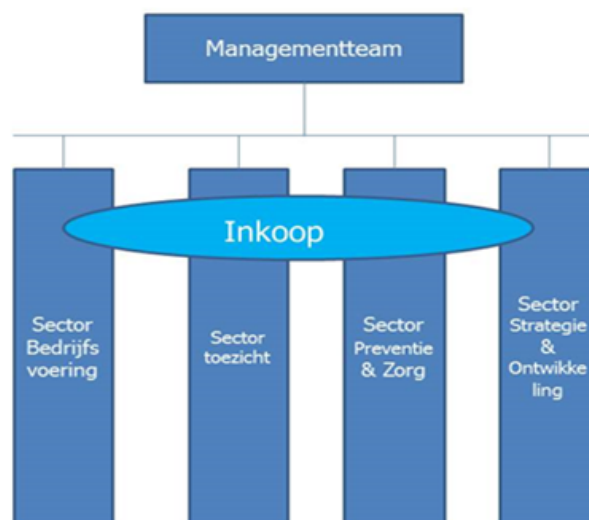 Managementteam
Inkoop
Sector
Bedrijfs
voering
Sector
toezicht
Sector
Preventie
& Zorg
Sector
Strategie
&
Ontwikke
ling